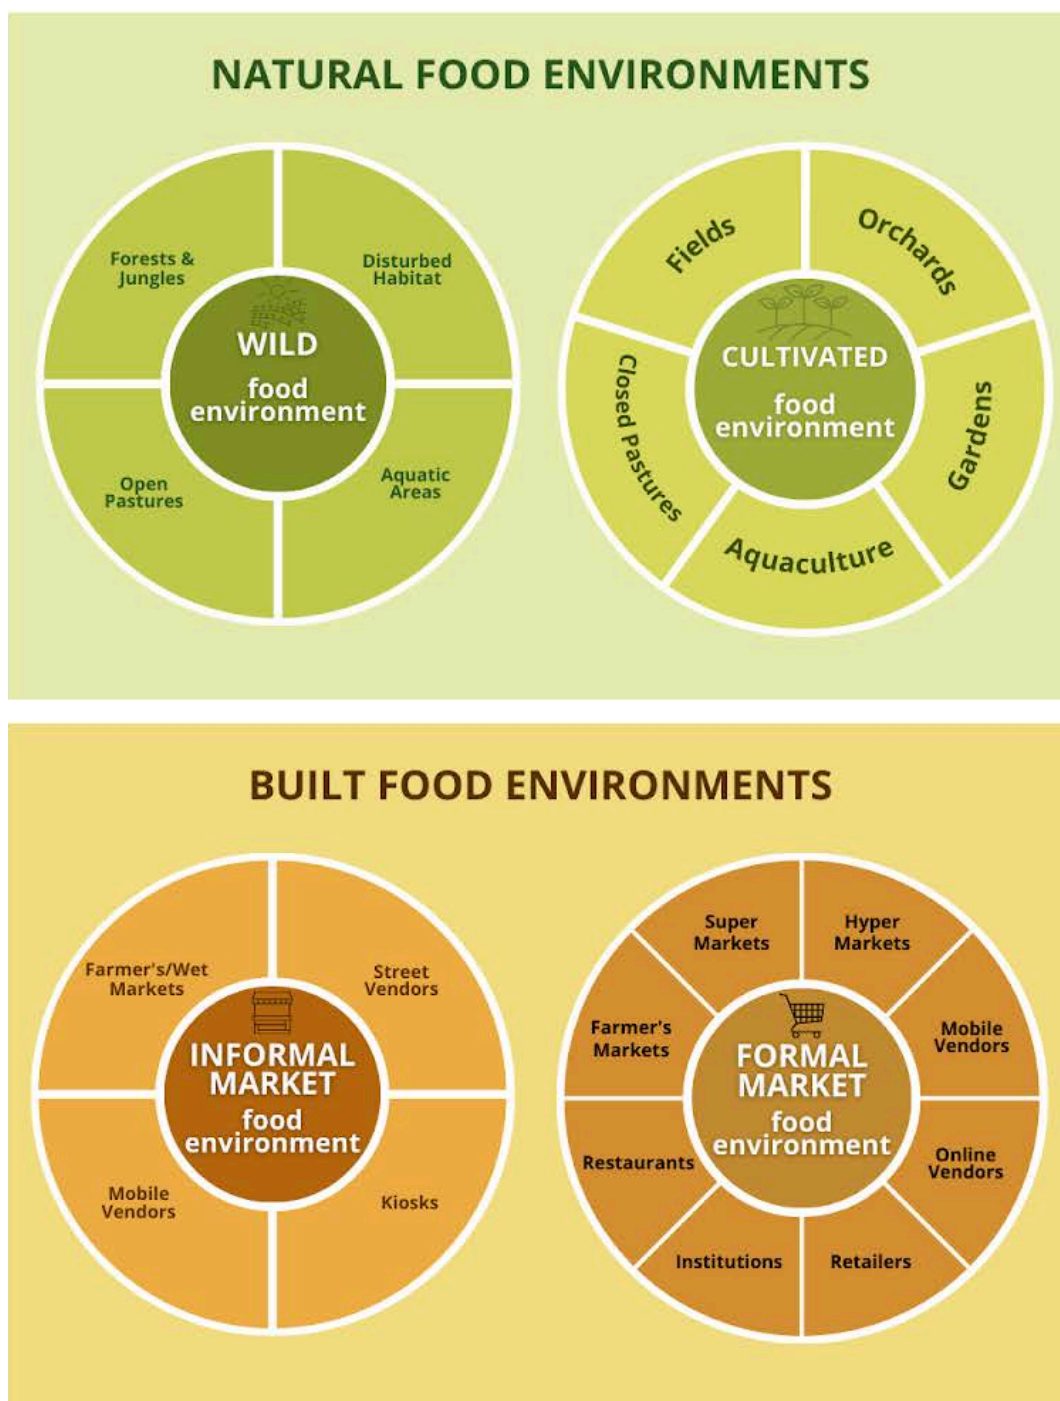 NATURAL FOOD ENVIRONMENTS
Forests &
Jungles
Disturbed
Habitat
WILD
food
environment
Open
Pastures
Aquatic
Areas
Fields
Orchards
CULTIVATED
food
environment
Closed Pastures
Gardens
Aquaculture
BUILT FOOD ENVIRONMENTS
Farmer's/Wet
Markets
Street
Vendors
INFORMAL
MARKET
food
environment
Mobile
Vendors
Kiosks
Super
Markets
Hyper
Markets
Farmer's
Markets
Mobile
Vendors
FORMAL
MARKET
food
environment
Restaurants
Online
Vendors
Institutions
Retailers